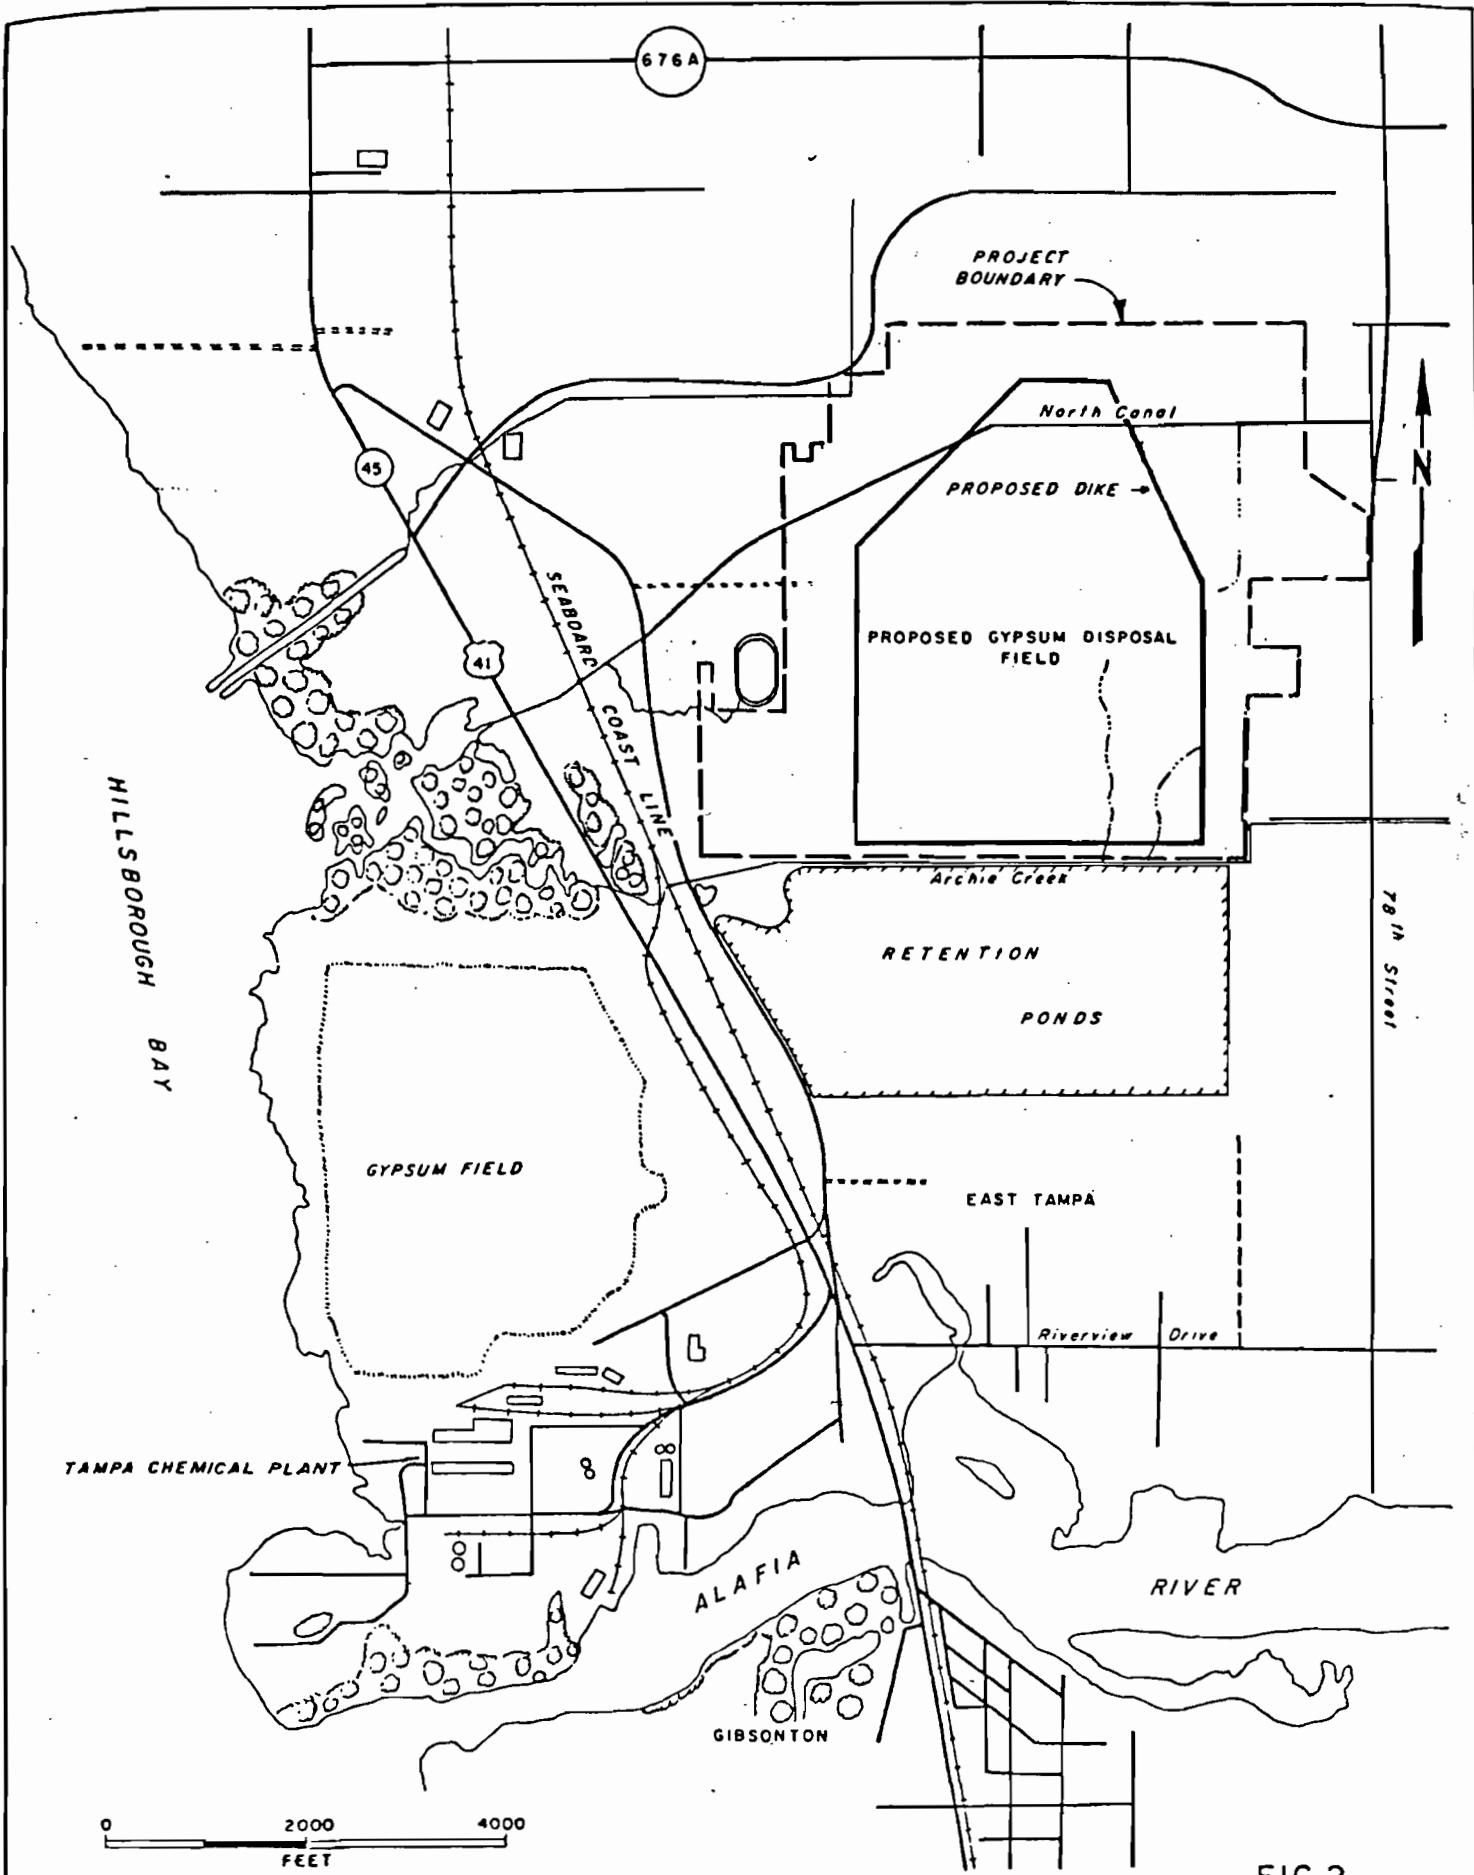 676A
PROJECT
BOUNDARY
North Canal
45
PROPOSED DIKE
N
SEABOARD COAST LINE
PROPOSED GYPSUM DISPOSAL
FIELD
41
HILLSBOROUGH BAY
Archie Creek
RETENTION
PONDS
78th Street
GYPSUM FIELD
EAST TAMPA
Riverview Drive
TAMPA CHEMICAL PLANT
ALAFIA
RIVER
GIBSONTON
0 2000 4000
FEET